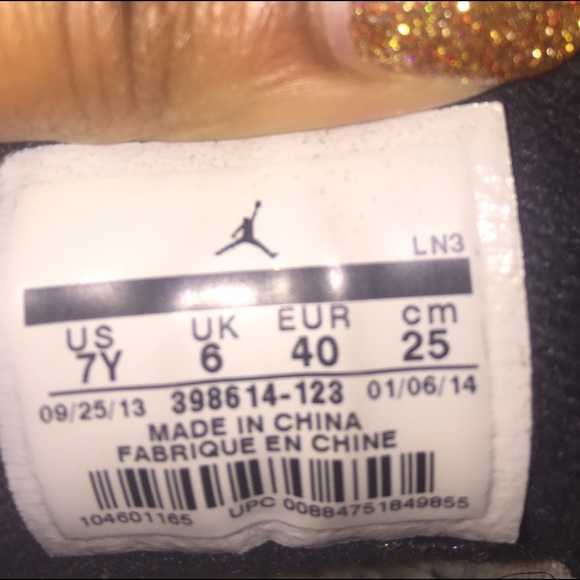 LN3
US UK EUR cm
7Y 6 40 25
09/25/13 398614-123 01/06/14
MADE IN CHINA
FABRIQUE EN CHINE
104601165 UPC 00884751849855